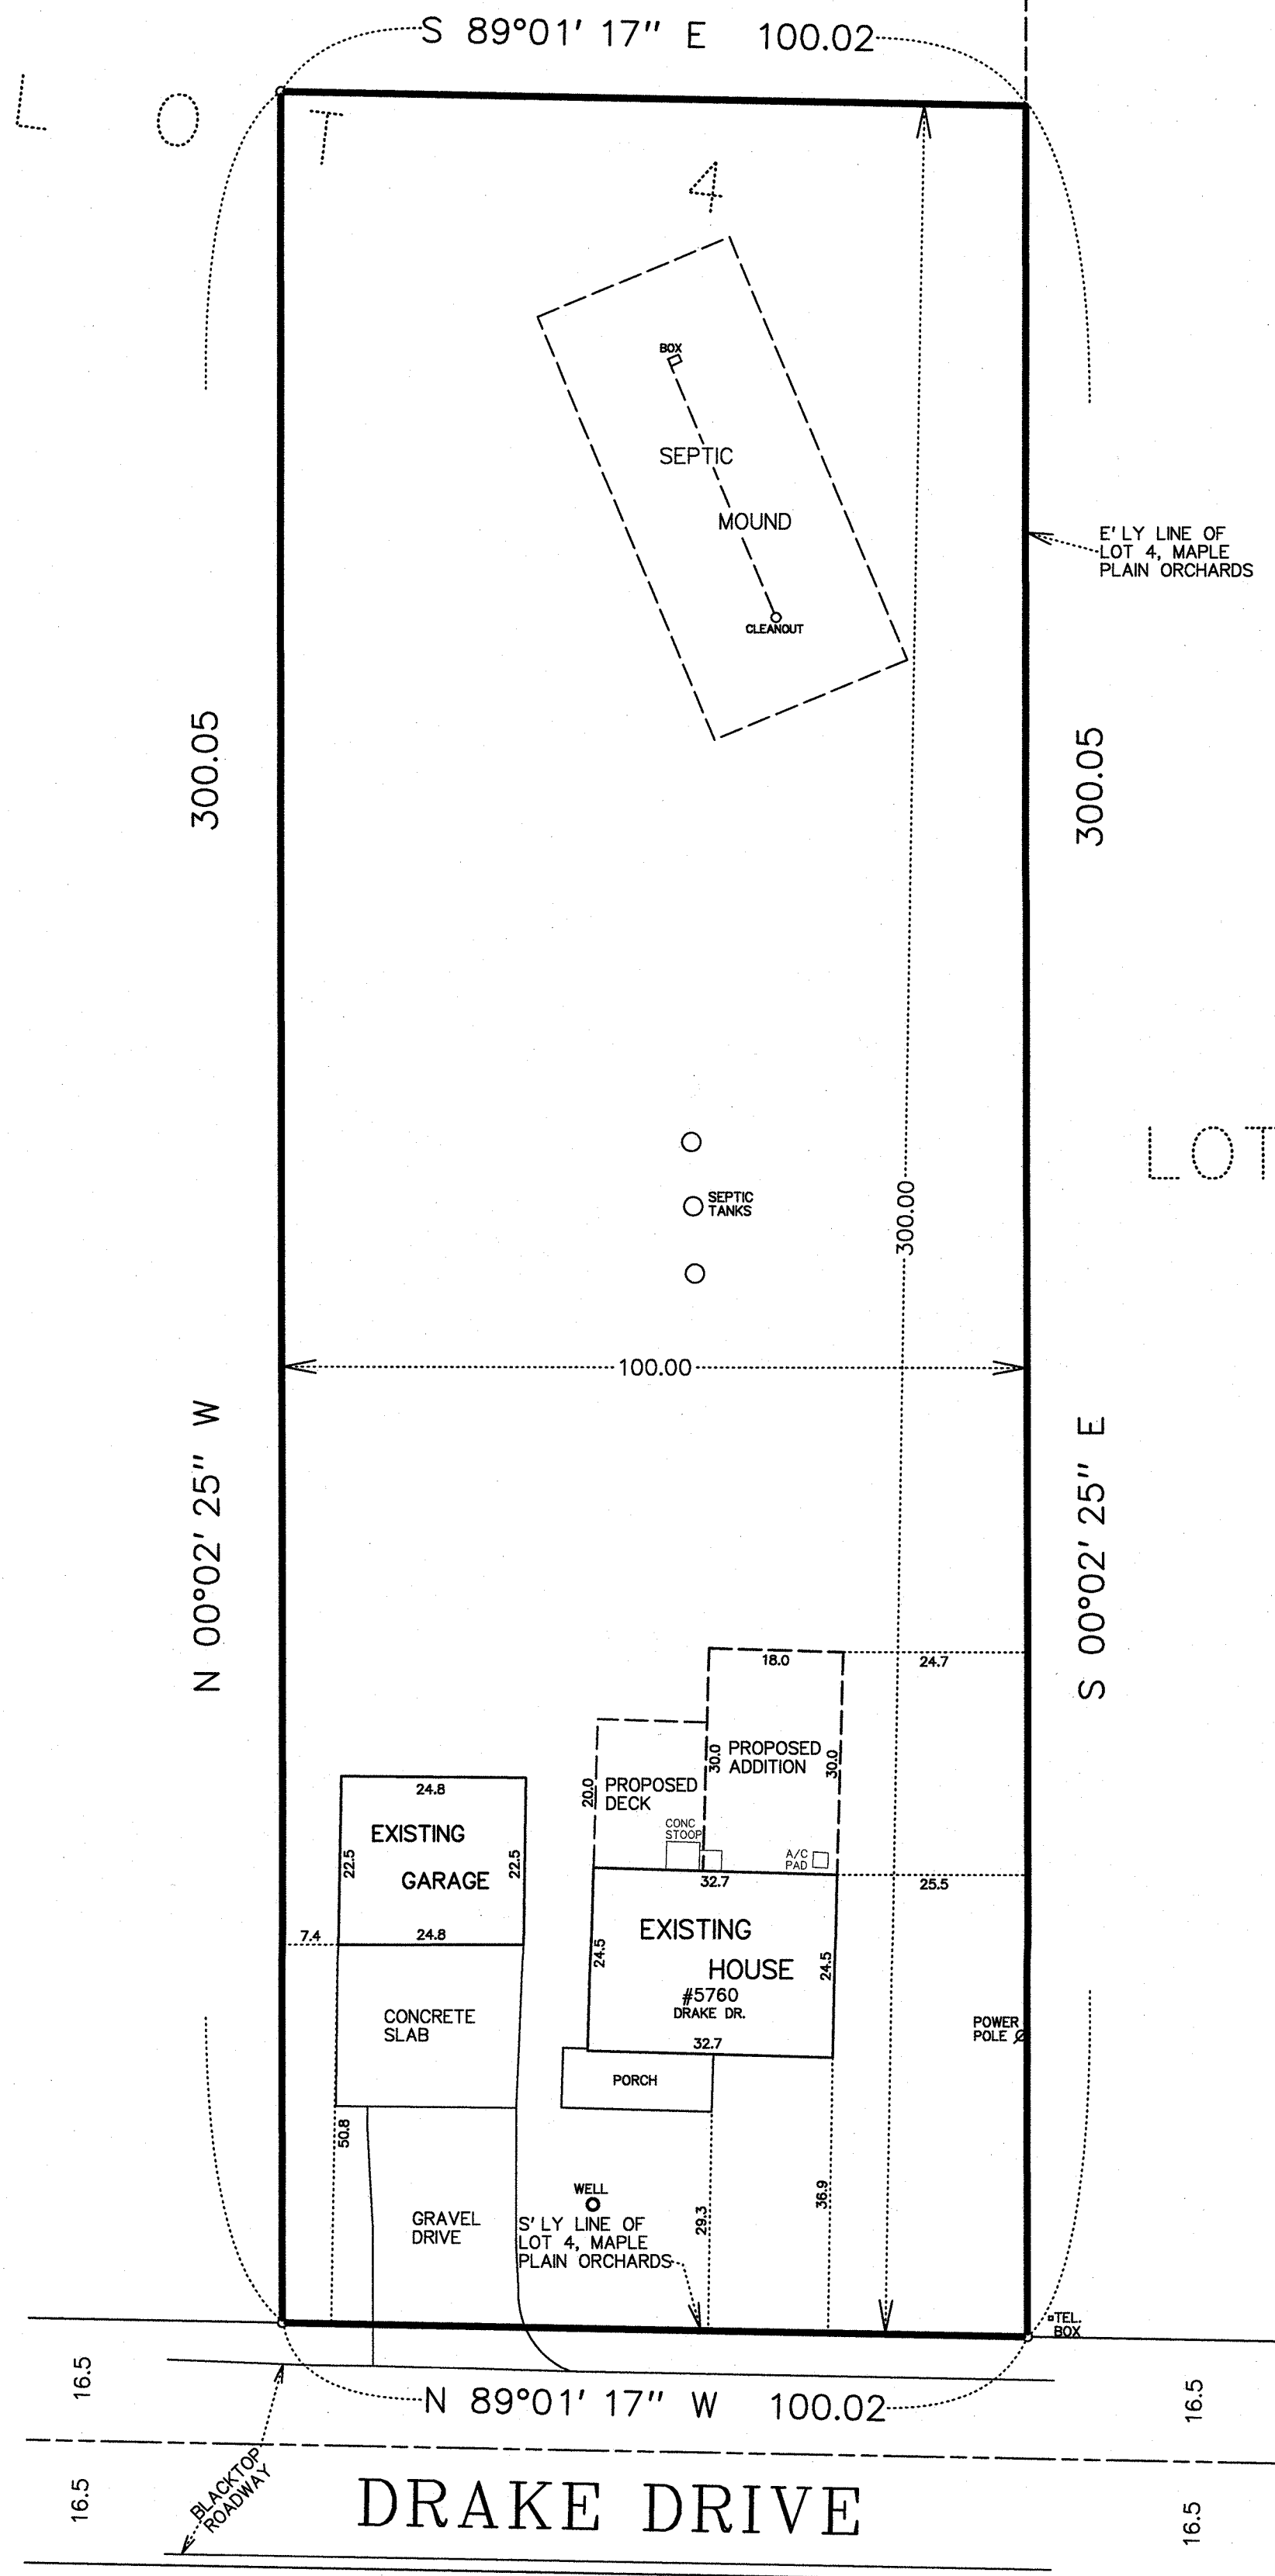 S 89°01' 17" E 100.02
L O T 4
BOX
SEPTIC
MOUND
CLEANOUT
E'LY LINE OF
LOT 4, MAPLE
PLAIN ORCHARDS
300.05
300.05
LOT
SEPTIC
TANKS
300.00
100.00
N 00°02' 25" W
S 00°02' 25" E
18.0
24.7
30.0
PROPOSED
ADDITION
30.0
20.0
PROPOSED
DECK
CONC
STOOP
A/C
PAD
24.8
EXISTING
GARAGE
22.5
22.5
24.8
7.4
32.7
25.5
EXISTING
HOUSE
#5760
DRAKE DR.
24.5
24.5
32.7
CONCRETE
SLAB
POWER
POLE
PORCH
50.8
WELL
36.9
29.3
GRAVEL
DRIVE
S'LY LINE OF
LOT 4, MAPLE
PLAIN ORCHARDS
TEL.
BOX
16.5
16.5
N 89°01' 17" W 100.02
BLACKTOP
ROADWAY
16.5
DRAKE DRIVE
16.5